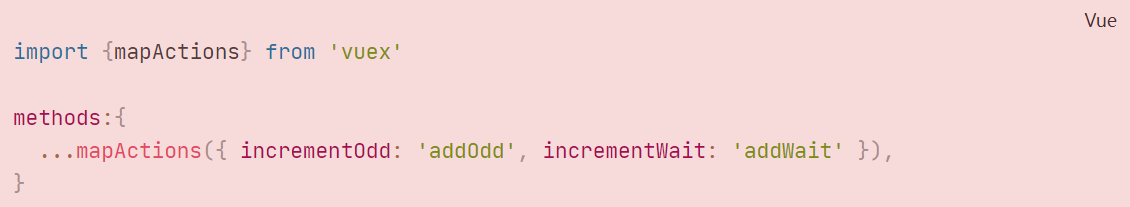 Vue
import {mapActions} from 'vuex'
methods:{
  ...mapActions({ incrementOdd: 'addOdd', incrementWait: 'addWait' }),
}